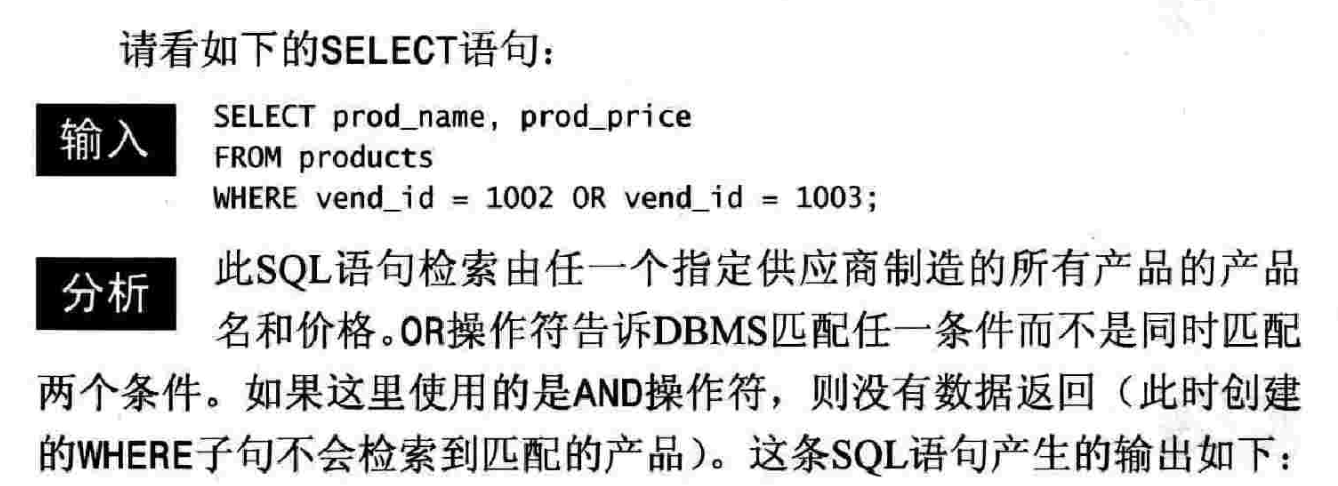 请看如下的SELECT语句：
输入
SELECT prod_name, prod_price
FROM products
WHERE vend_id = 1002 OR vend_id = 1003;
分析
此SQL语句检索由任一个指定供应商制造的所有产品的产品
名和价格。OR操作符告诉DBMS匹配任一条件而不是同时匹配
两个条件。如果这里使用的是AND操作符，则没有数据返回（此时创建
的WHERE子句不会检索到匹配的产品）。这条SQL语句产生的输出如下：